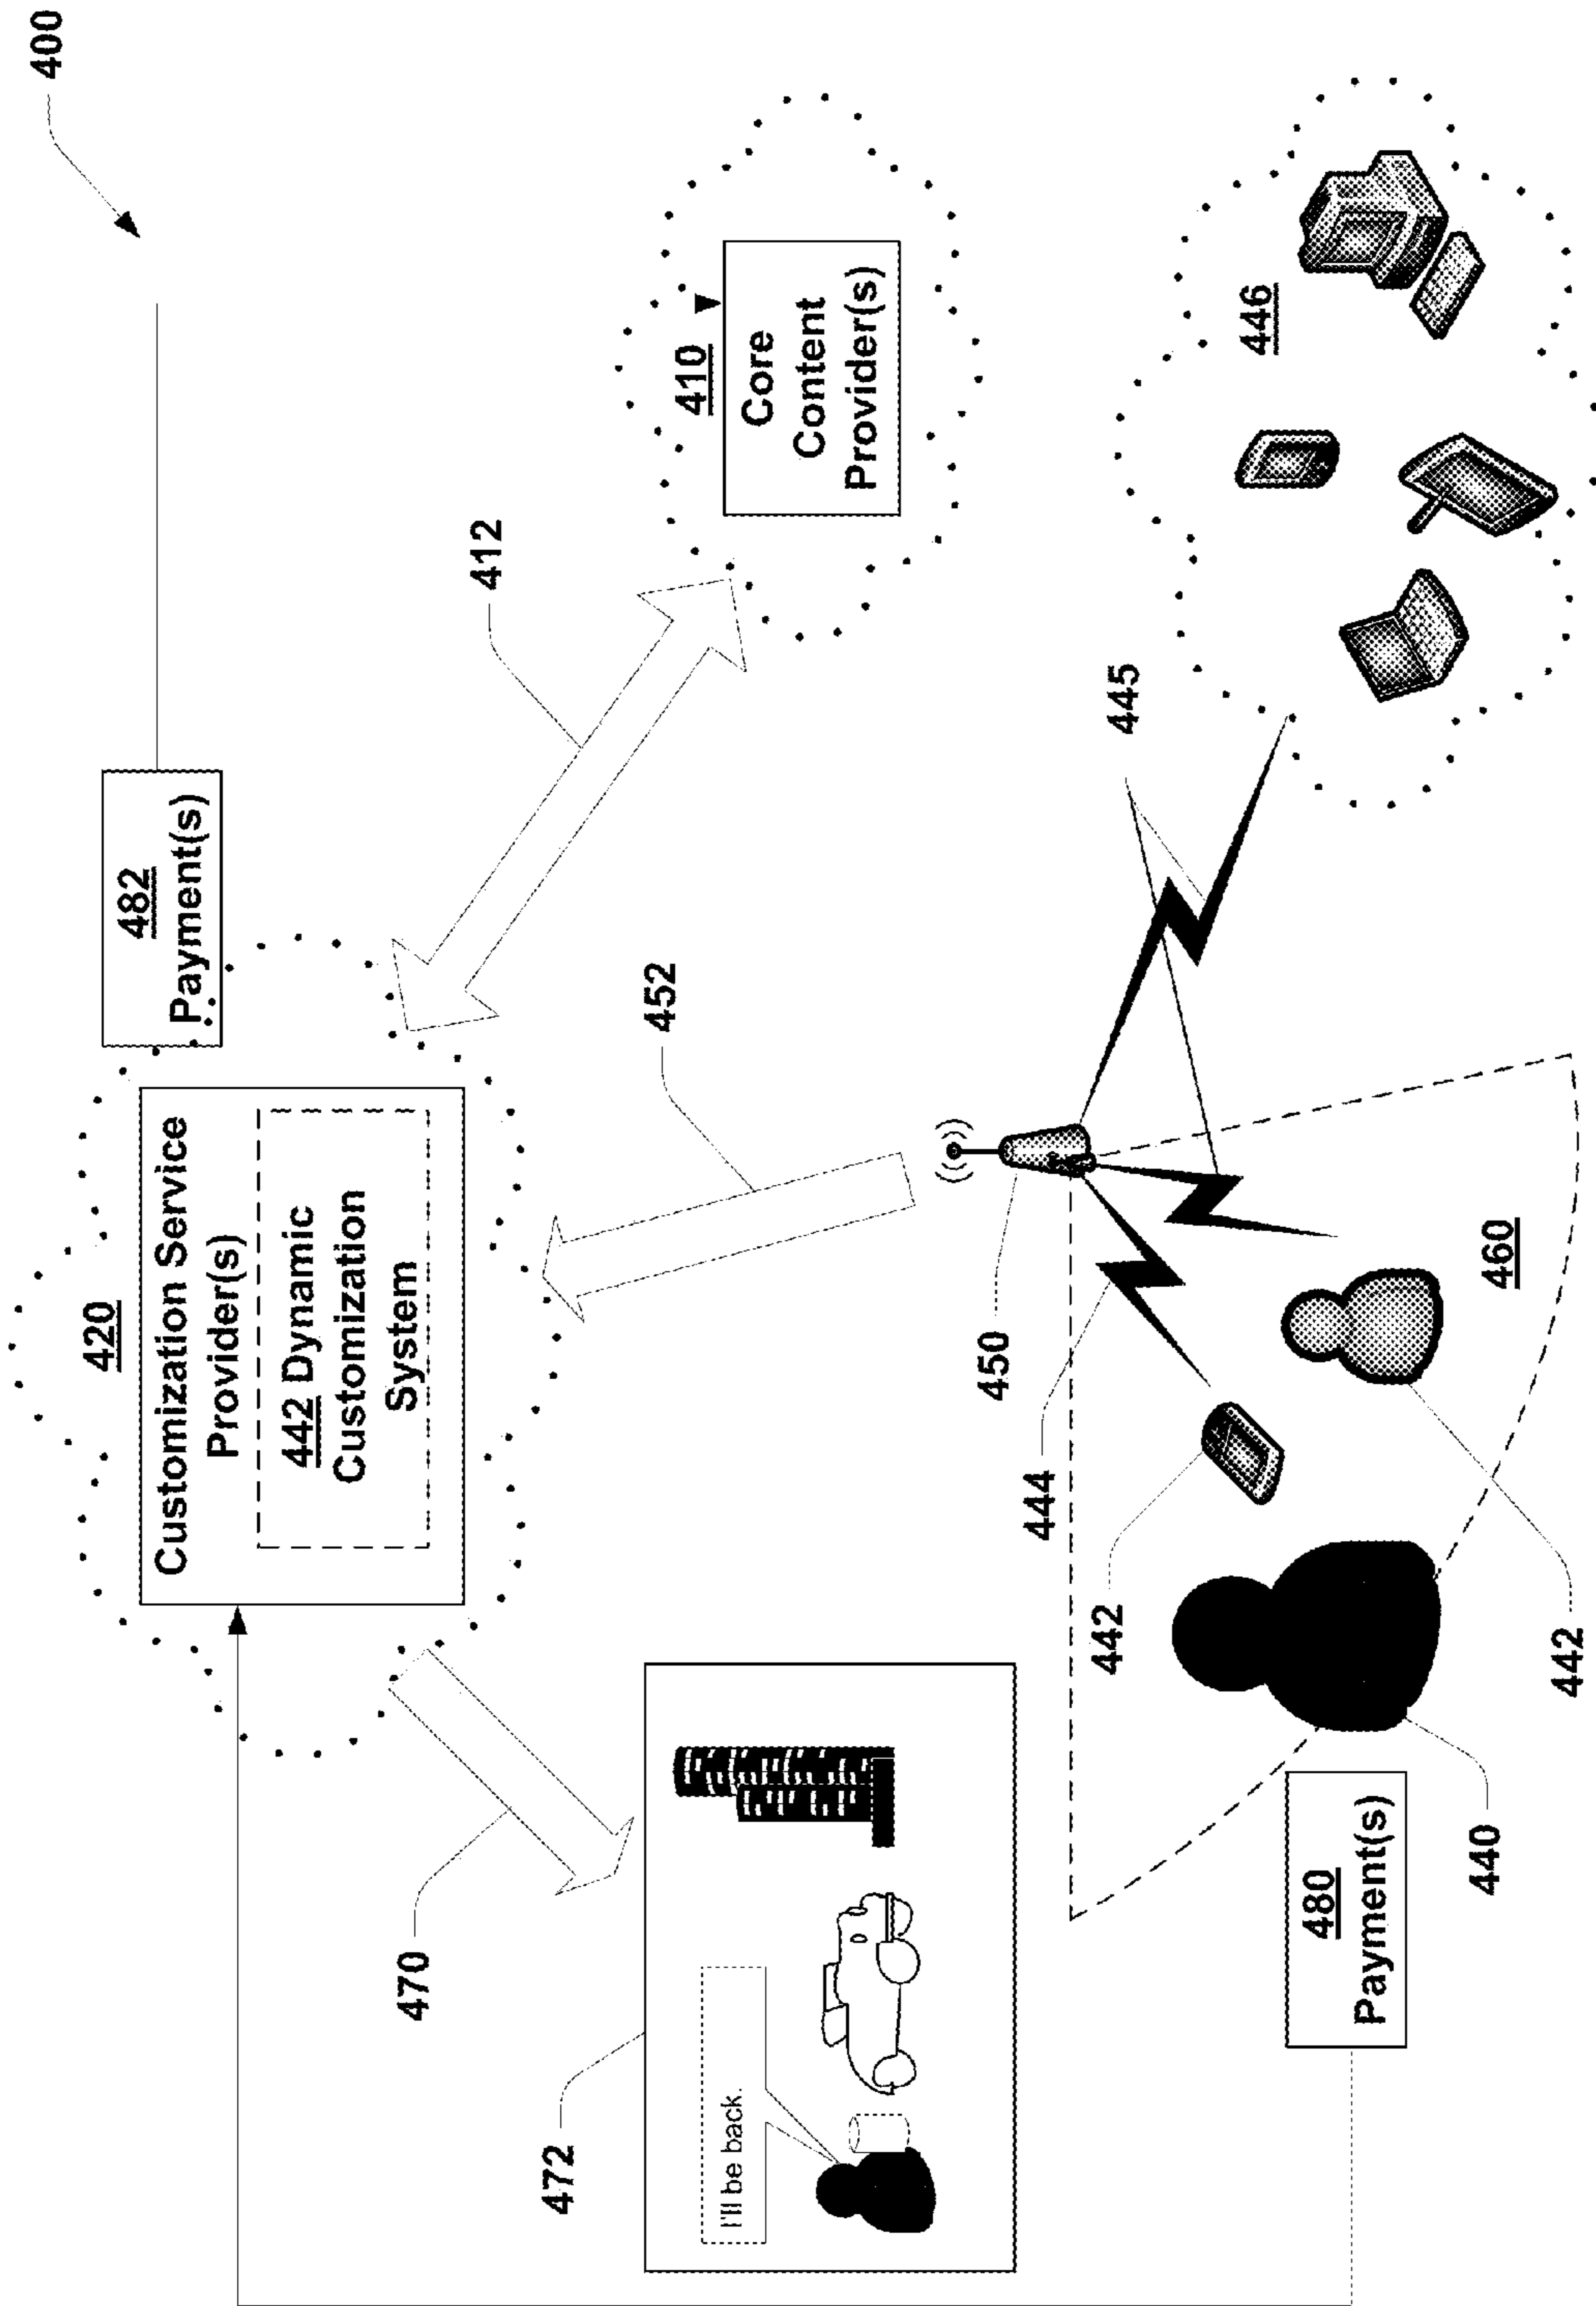 400
482
Payment(s)
420
Customization Service
Provider(s)
442 Dynamic
Customization
System
412
410
Core
Content
Provider(s)
470
452
472
I'll be back.
450
445
446
444
442
460
442
440
480
Payment(s)